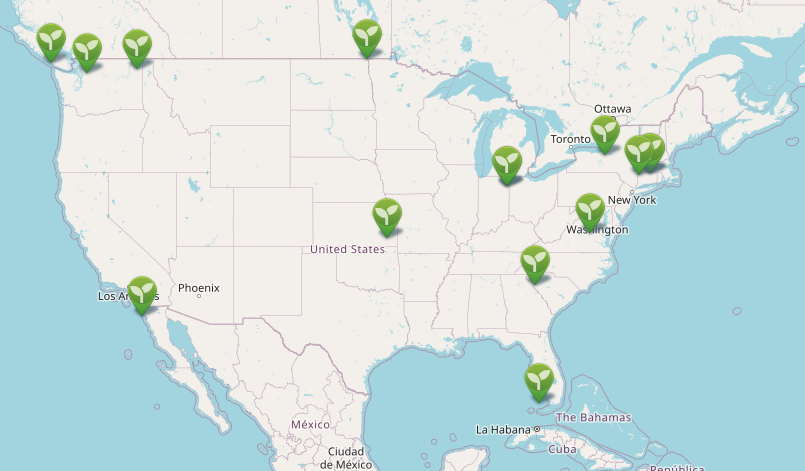 Ottawa
Toronto
New York
Washington
United States
Phoenix
Los Angeles
La Habana
The Bahamas
México
Cuba
Ciudad
de México
República